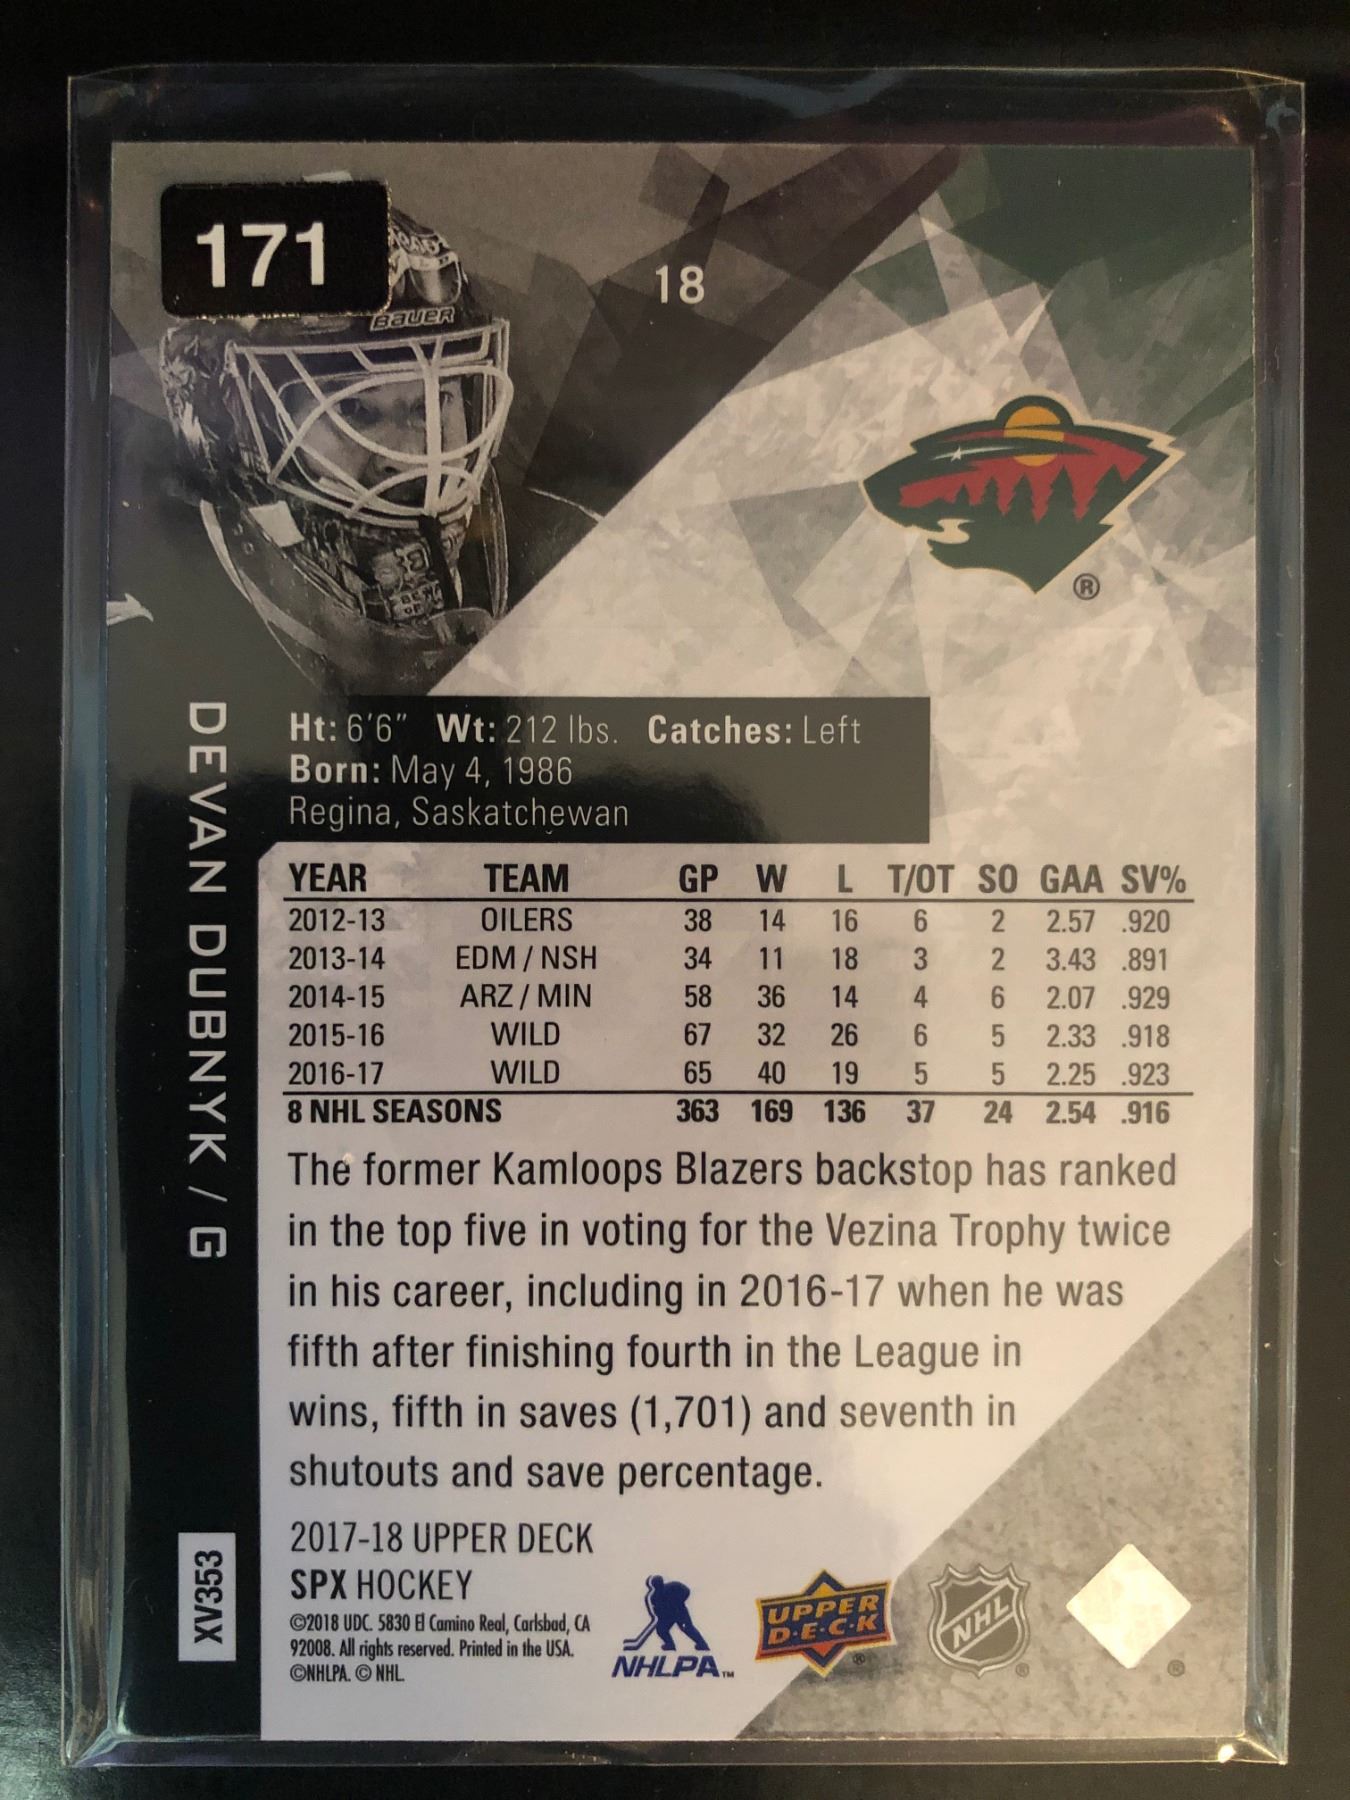 171
18
BAUER
BEW
OF
®
DEVAN DUBNYK / G
Ht: 6'6" Wt: 212 lbs. Catches: Left
Born: May 4, 1986
Regina, Saskatchewan
YEAR TEAM GP W L T/OT SO GAA SV%
2012-13 OILERS 38 14 16 6 2 2.57 .920
2013-14 EDM / NSH 34 11 18 3 2 3.43 .891
2014-15 ARZ / MIN 58 36 14 4 6 2.07 .929
2015-16 WILD 67 32 26 6 5 2.33 .918
2016-17 WILD 65 40 19 5 5 2.25 .923
8 NHL SEASONS 363 169 136 37 24 2.54 .916
The former Kamloops Blazers backstop has ranked
in the top five in voting for the Vezina Trophy twice
in his career, including in 2016-17 when he was
fifth after finishing fourth in the League in
wins, fifth in saves (1,701) and seventh in
shutouts and save percentage.
2017-18 UPPER DECK
SPX HOCKEY
©2018 UDC. 5830 El Camino Real, Carlsbad, CA
92008. All rights reserved. Printed in the USA.
©NHLPA. © NHL.
XV353
NHLPA™
UPPER
D·E·C·K
®
NHL
®
®